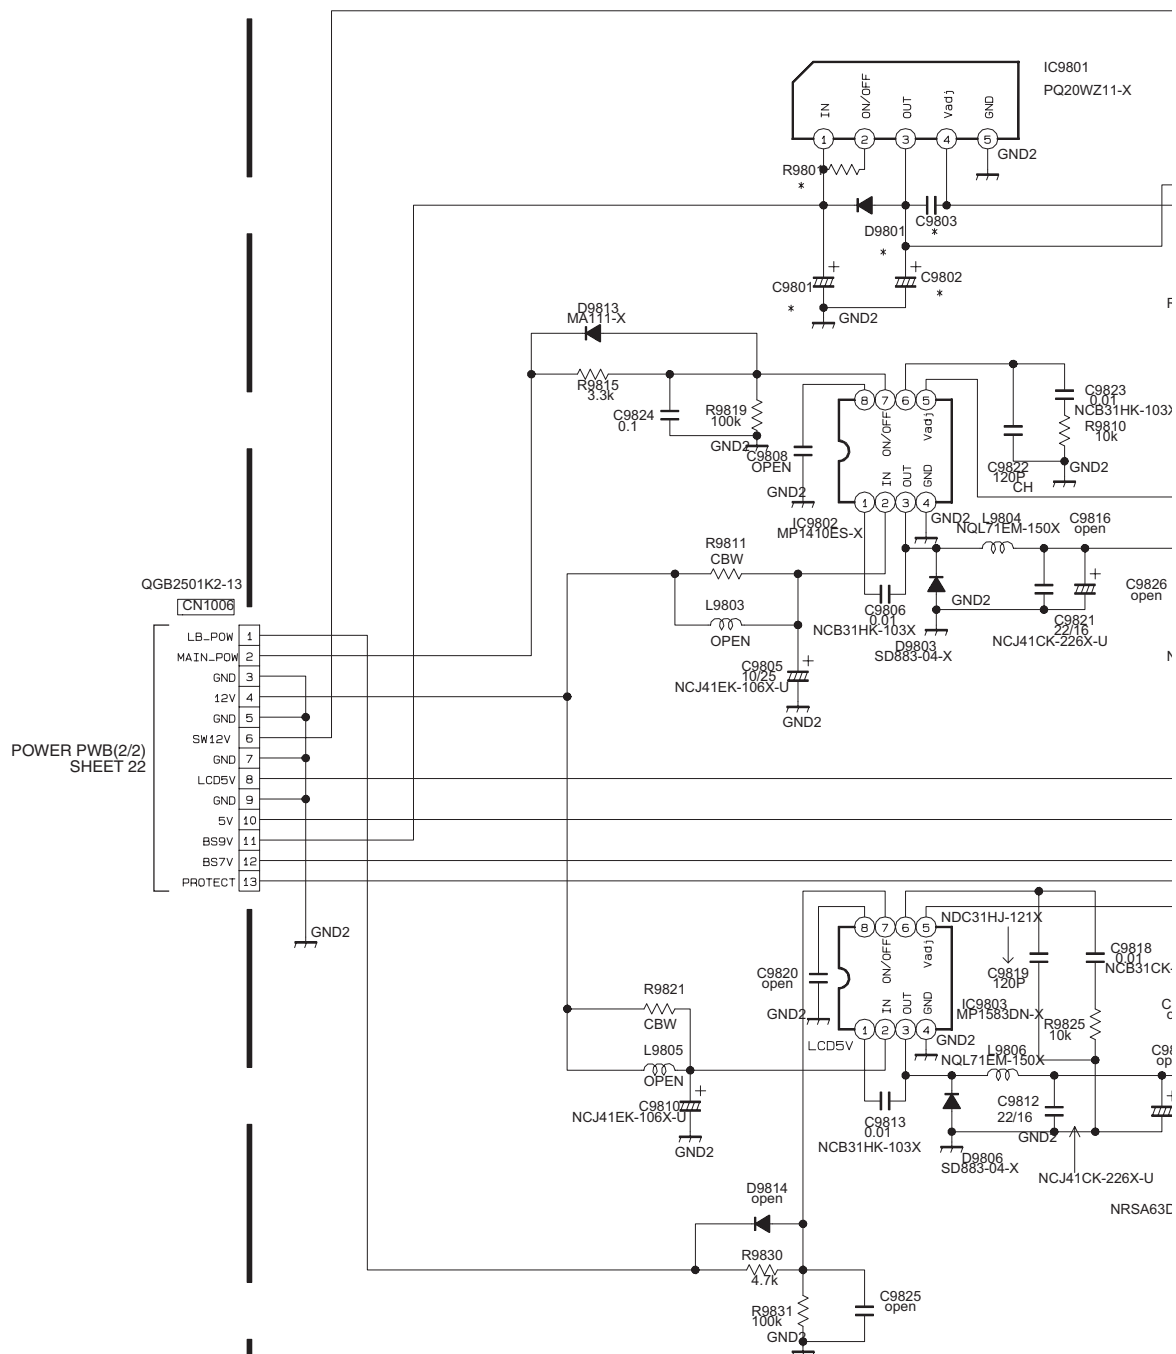 IC9801
PQ20WZ11-X
IN
ON/OFF
OUT
Vadj
GND
1
2
3
4
5
GND2
R9801
*
D9801
*
C9803
*
C9801
*
+
C9802
*
+
GND2
D9813
MA111-X
R9815
3.3k
C9824
0.1
R9819
100k
GND2
C9808
OPEN
GND2
8
7
6
5
ON/OFF
Vadj
IN
OUT
GND
1
2
3
4
IC9802
MP1410ES-X
GND2
C9823
0.01
NCB31HK-103X
R9810
10k
C9822
120P
CH
GND2
L9804
NQL71EM-150X
C9816
open
C9826
open
+
R9811
CBW
L9803
OPEN
C9806
0.01
NCB31HK-103X
GND2
D9803
SD883-04-X
C9821
22/16
NCJ41CK-226X-U
C9805
10/25
NCJ41EK-106X-U
+
GND2
QGB2501K2-13
CN1006
LB_POW 1
MAIN_POW 2
GND 3
12V 4
GND 5
SW12V 6
GND 7
LCD5V 8
GND 9
5V 10
BS9V 11
BS7V 12
PROTECT 13
POWER PWB(2/2)
SHEET 22
GND2
8
7
6
5
ON/OFF
Vadj
IN
OUT
GND
1
2
3
4
C9820
open
GND2
LCD5V
IC9803
MP1583DN-X
GND2
NDC31HJ-121X
C9819
120P
C9818
0.01
NCB31CK-
R9825
10k
R9821
CBW
L9805
OPEN
C9810
NCJ41EK-106X-U
+
GND2
L9806
NQL71EM-150X
C9813
0.01
NCB31HK-103X
C9812
22/16
GND2
+
D9806
SD883-04-X
NCJ41CK-226X-U
NRSA63D
D9814
open
R9830
4.7k
R9831
100k
GND2
C9825
open